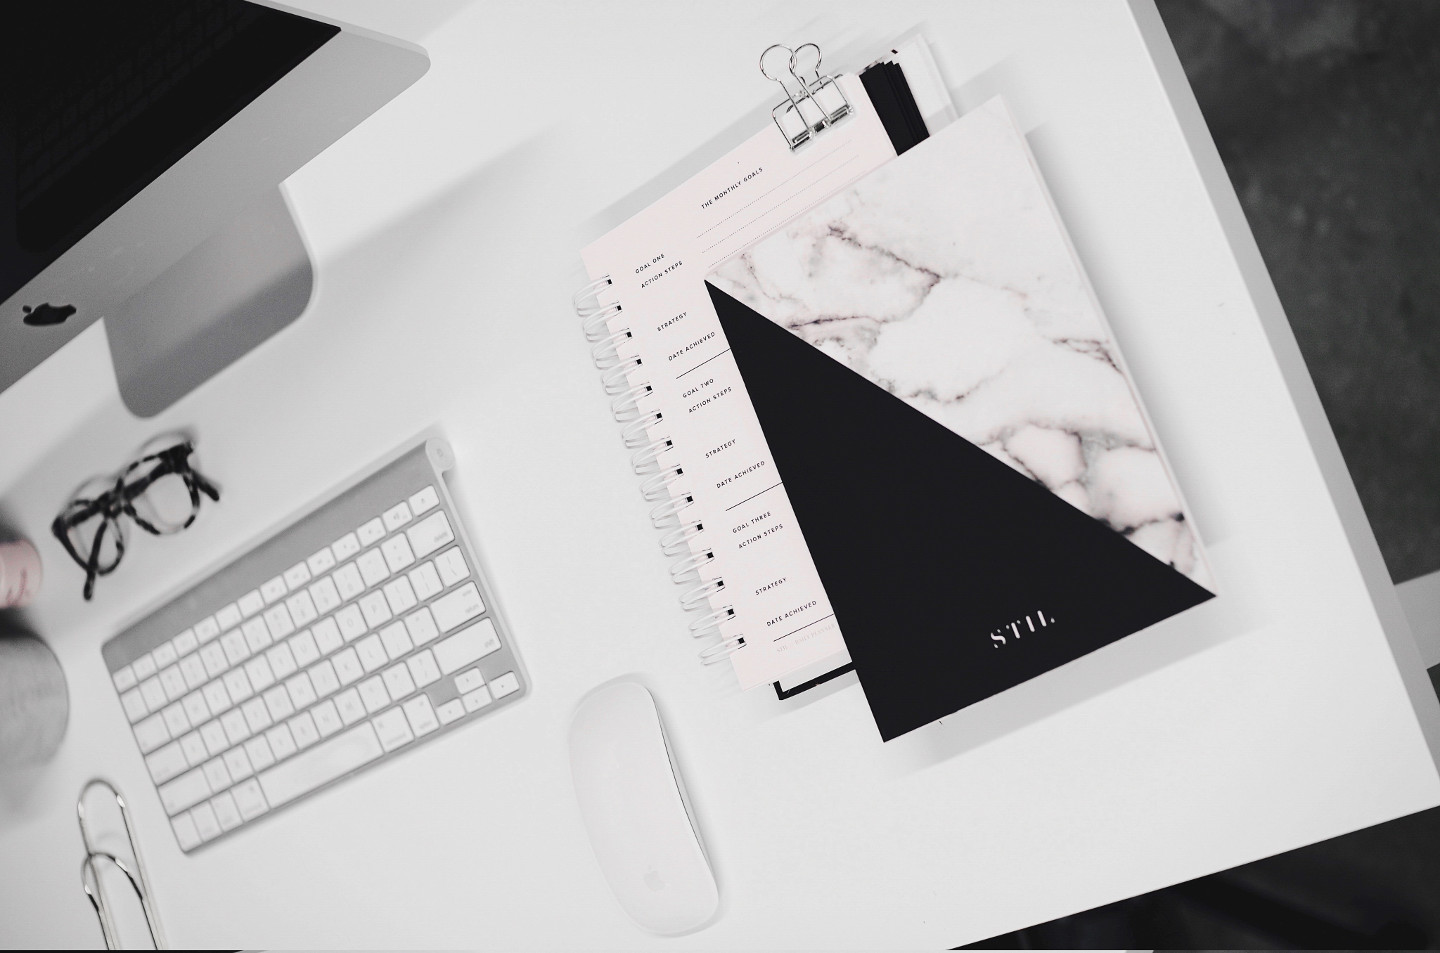 THE MONTHLY GOALS
GOAL ONE
ACTION STEPS
STRATEGY
DATE ACHIEVED
GOAL TWO
ACTION STEPS
STRATEGY
DATE ACHIEVED
GOAL THREE
ACTION STEPS
STRATEGY
DATE ACHIEVED
STIL